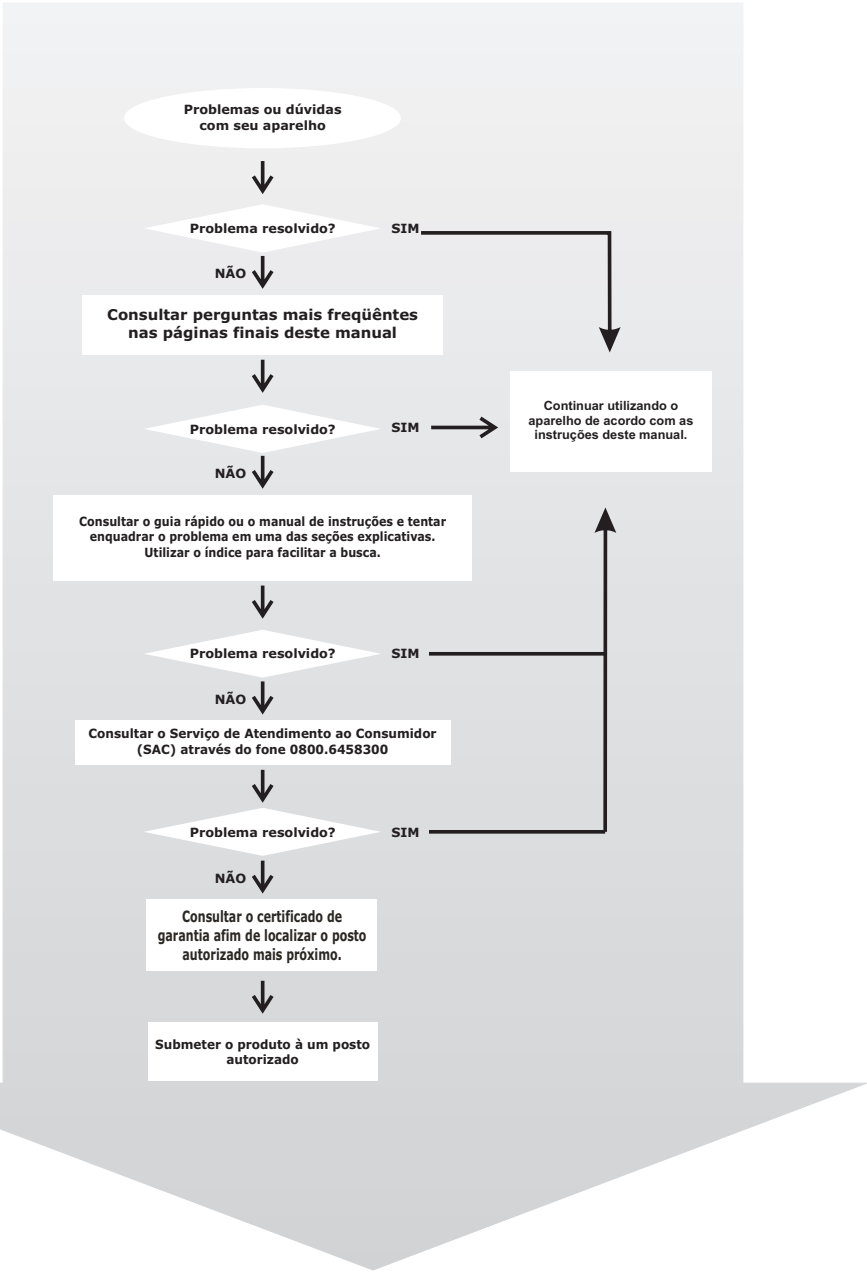 Problemas ou dúvidas
com seu aparelho
Problema resolvido?
SIM
NÃO
Consultar perguntas mais freqüêntes
nas páginas finais deste manual
Continuar utilizando o
aparelho de acordo com as
instruções deste manual.
Problema resolvido?
SIM
NÃO
Consultar o guia rápido ou o manual de instruções e tentar
enquadrar o problema em uma das seções explicativas.
Utilizar o índice para facilitar a busca.
Problema resolvido?
SIM
NÃO
Consultar o Serviço de Atendimento ao Consumidor
(SAC) através do fone 0800.6458300
Problema resolvido?
SIM
NÃO
Consultar o certificado de
garantia afim de localizar o posto
autorizado mais próximo.
Submeter o produto à um posto
autorizado